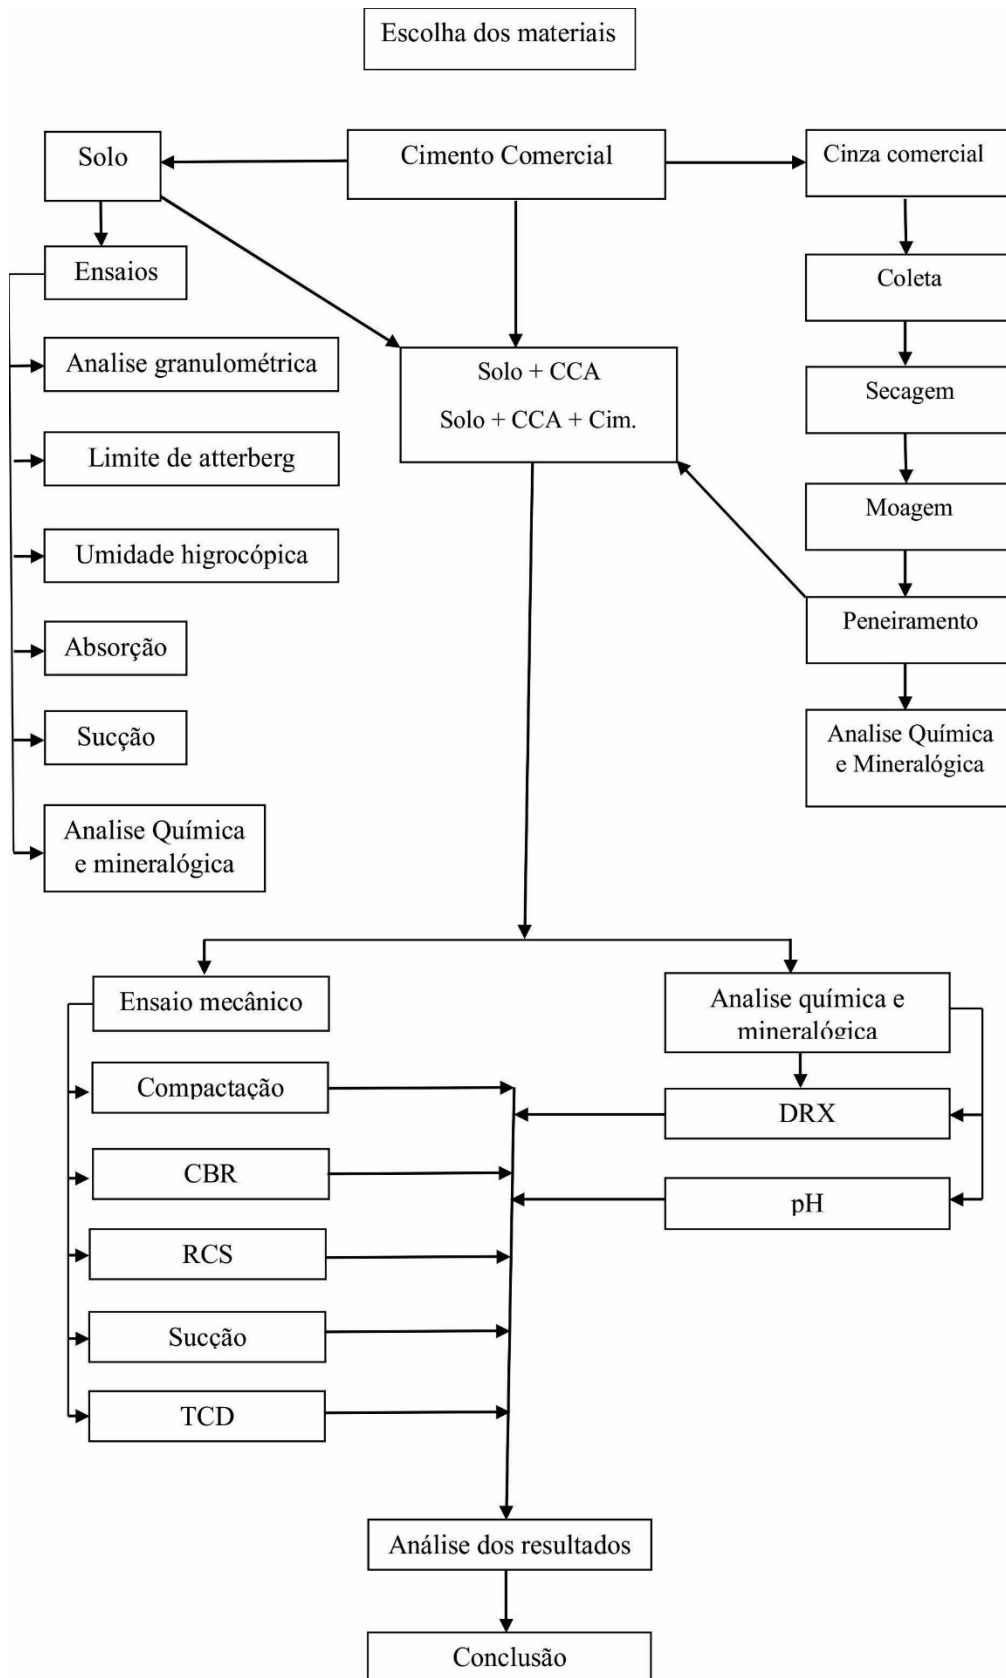 Escolha dos materiais
Solo
Cimento Comercial
Cinza comercial
Ensaios
Coleta
Analise granulométrica
Solo + CCA
Solo + CCA + Cim.
Secagem
Limite de atterberg
Moagem
Umidade higrocópica
Peneiramento
Absorção
Sucção
Analise Química
e Mineralógica
Analise Química
e mineralógica
Ensaio mecânico
Analise química e
mineralógica
Compactação
DRX
CBR
pH
RCS
Sucção
TCD
Análise dos resultados
Conclusão